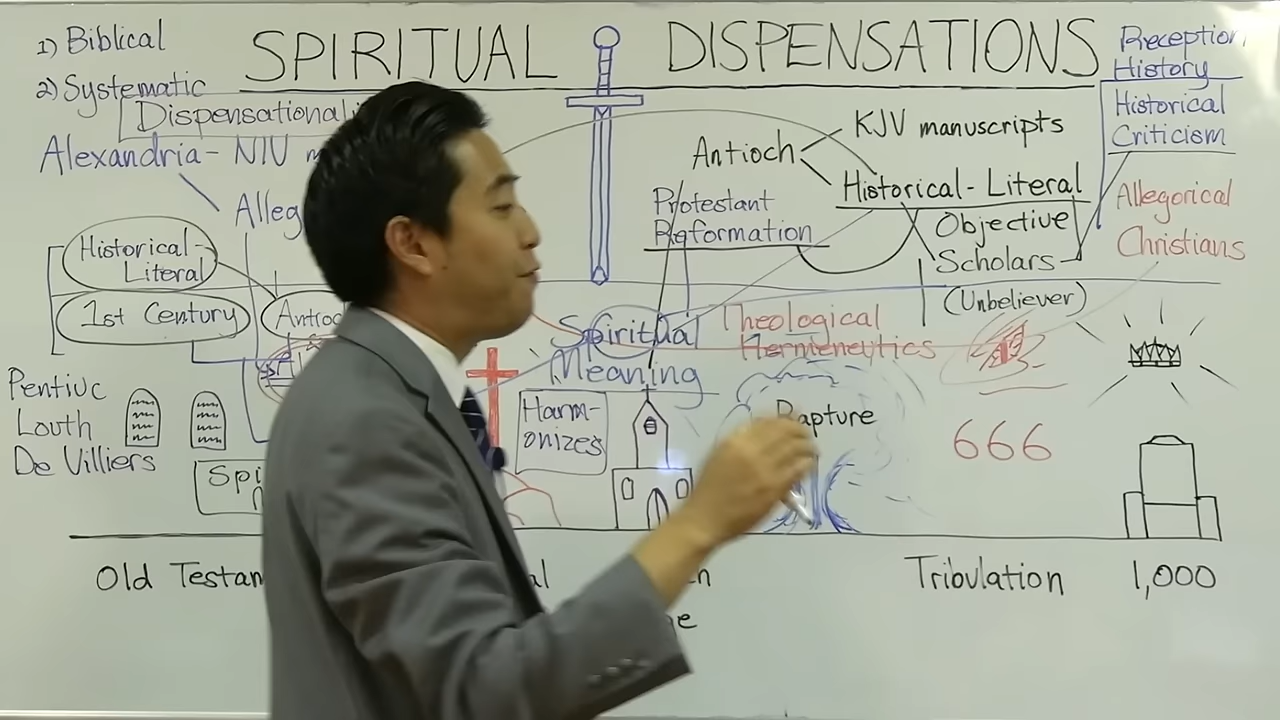 1) Biblical
2) Systematic
Dispensationali
SPIRITUAL DISPENSATIONS
Reception
History
Historical
Criticism
Allegorical
Christians
Alexandria - NIV m
Alleg
Antioch
KJV manuscripts
Historical - Literal
Protestant
Reformation
Objective
Scholars
(Unbeliever)
Historical-
Literal
1st Century
Antioc
Spiritual
Meaning
Theological
Hermeneutics
Pentiuc
Louth
De Villiers
Spi
Harm-
onizes
Rapture
666
Old Testam
al
Tribulation
1,000